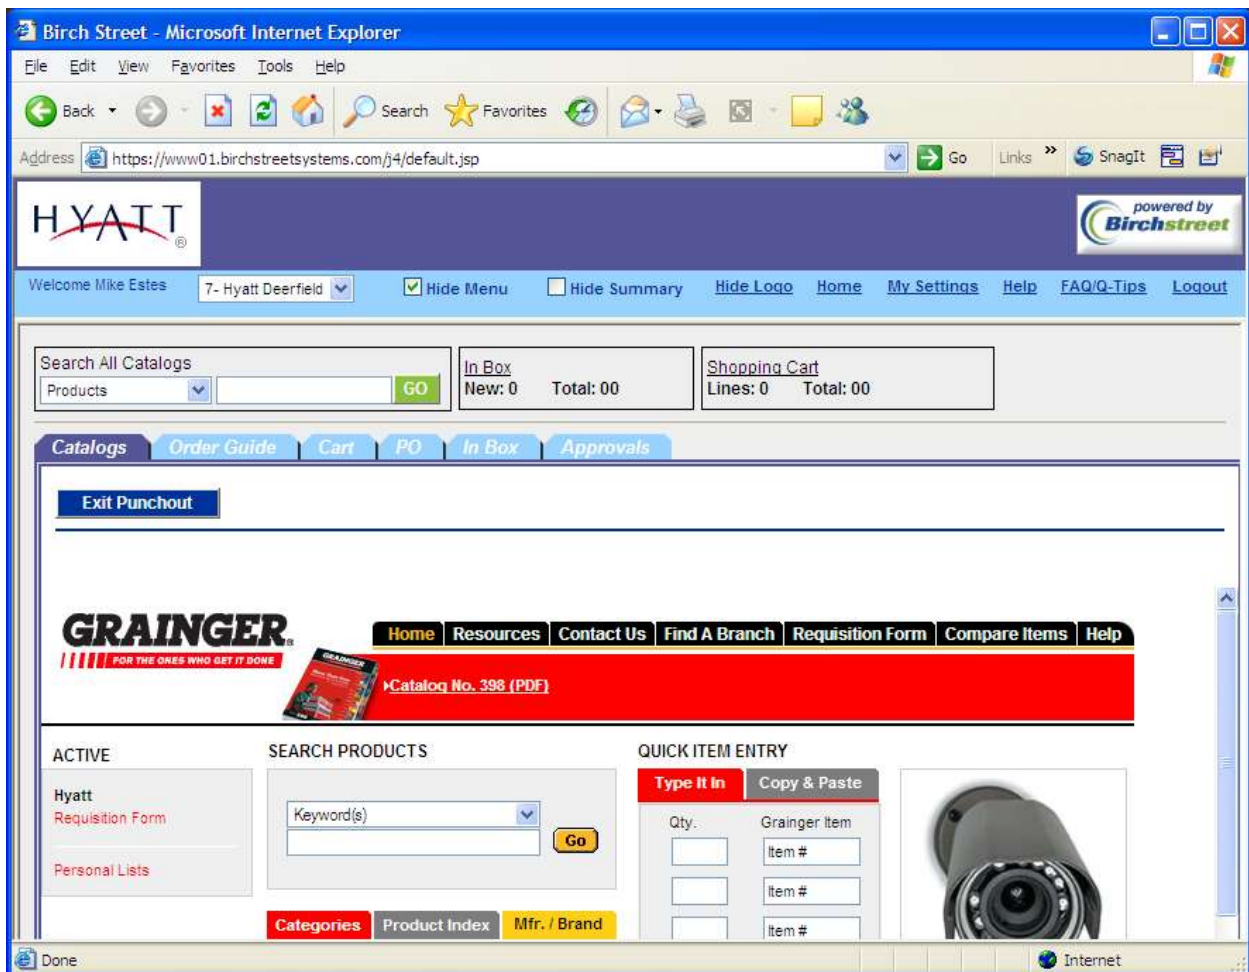 Birch Street - Microsoft Internet Explorer
File Edit View Favorites Tools Help
Back Search Favorites
Address https://www01.birchstreetsystems.com/j4/default.jsp Go Links » SnagIt
HYATT ®
powered by
Birchstreet
Welcome Mike Estes 7- Hyatt Deerfield Hide Menu Hide Summary Hide Logo Home My Settings Help FAQ/Q-Tips Logout
Search All Catalogs
Products GO
In Box
New: 0 Total: 00
Shopping Cart
Lines: 0 Total: 00
Catalogs Order Guide Cart PO In Box Approvals
Exit Punchout
GRAINGER®
FOR THE ONES WHO GET IT DONE
Home Resources Contact Us Find A Branch Requisition Form Compare Items Help
GRAINGER
Catalog No. 398 (PDF)
ACTIVE
Hyatt
Requisition Form
Personal Lists
SEARCH PRODUCTS
Keyword(s)
Go
Categories Product Index Mfr. / Brand
QUICK ITEM ENTRY
Type It In Copy & Paste
Qty. Grainger Item
Item #
Item #
Item #
Done Internet